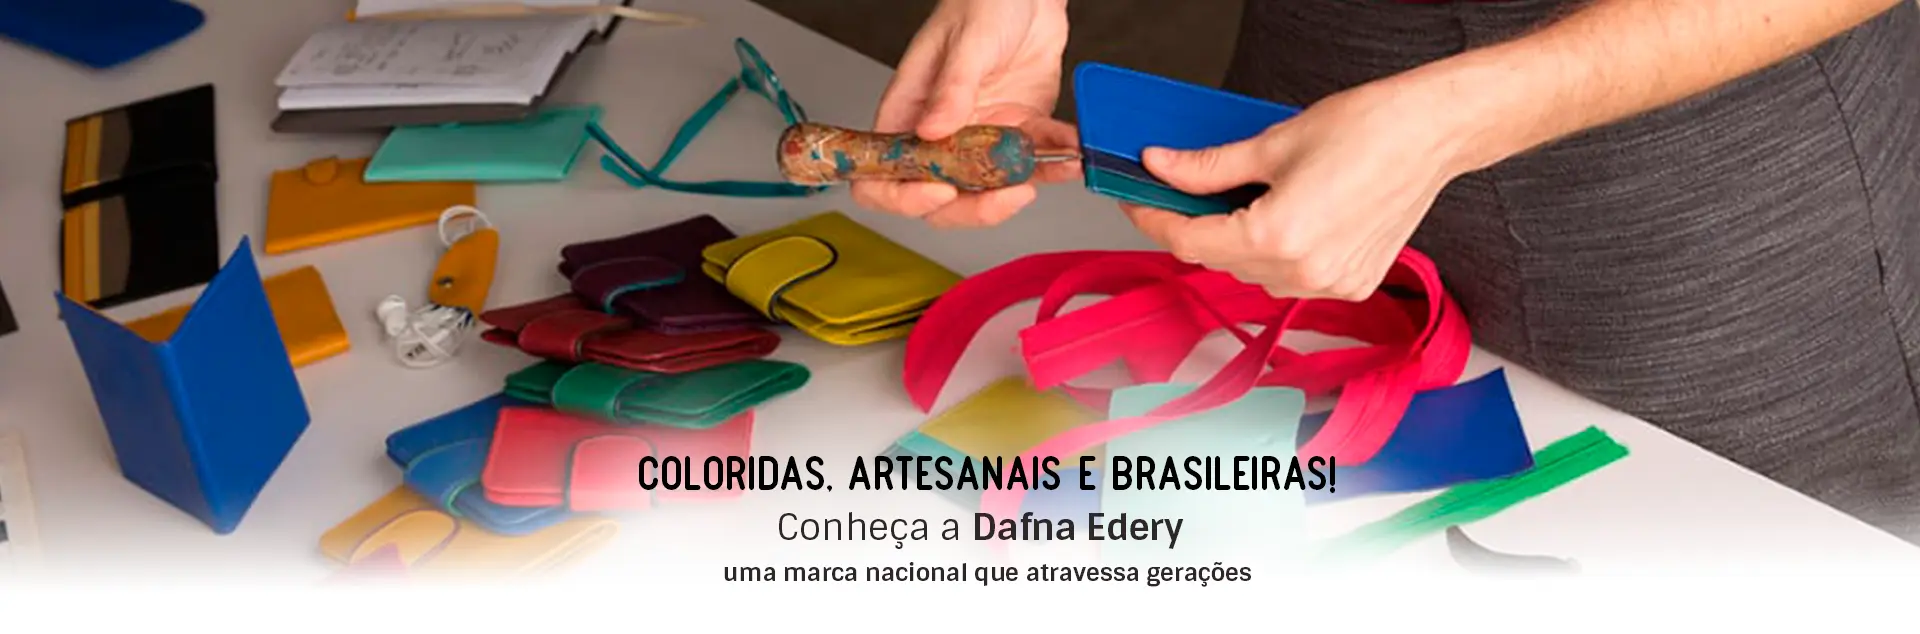 COLORIDAS, ARTESANAIS E BRASILEIRAS!
Conheça a Dafna Edery
uma marca nacional que atravessa gerações